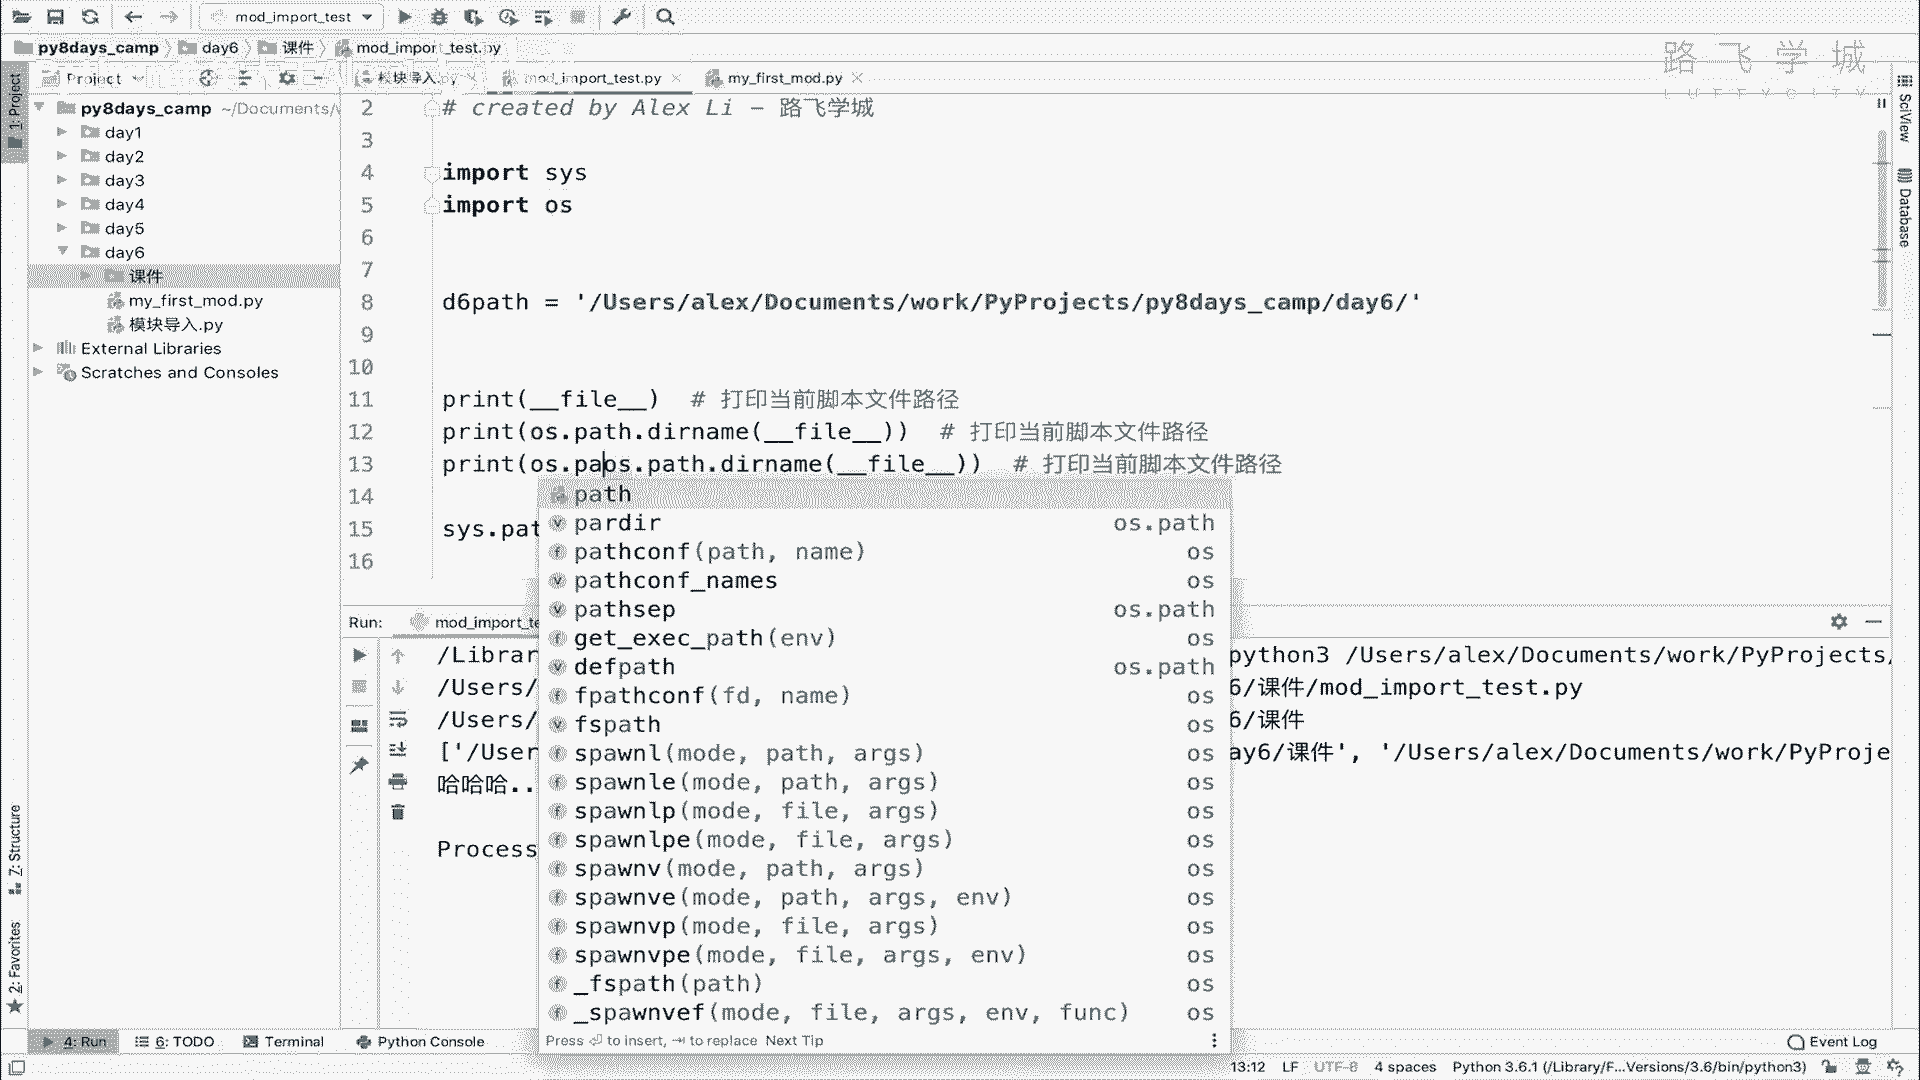 mod_import_test
py8days_camp
day6
课件
mod_import_test.py
路飞学城
LUFFYCITY
Project
模块导入.py
mod_import_test.py
my_first_mod.py
1: Project
py8days_camp ~/Documents/
day1
day2
day3
day4
day5
day6
课件
my_first_mod.py
模块导入.py
External Libraries
Scratches and Consoles
2 # created by Alex Li - 路飞学城
3
4 import sys
5 import os
6
7
8 d6path = '/Users/alex/Documents/work/PyProjects/py8days_camp/day6/'
9
10
11 print(__file__)  # 打印当前脚本文件路径
12 print(os.path.dirname(__file__))  # 打印当前脚本文件路径
13 print(os.paos.path.dirname(__file__))  # 打印当前脚本文件路径
14
15 sys.pat
16
path
pardir os.path
pathconf(path, name) os
pathconf_names os
pathsep os.path
get_exec_path(env) os
defpath os.path
fpathconf(fd, name) os
fspath os
spawnl(mode, path, args) os
spawnle(mode, path, args) os
spawnlp(mode, file, args) os
spawnlpe(mode, file, args) os
spawnv(mode, path, args) os
spawnve(mode, path, args, env) os
spawnvp(mode, file, args) os
spawnvpe(mode, file, args, env) os
_fspath(path) os
_spawnvef(mode, file, args, env, func) os
Press ⏎ to insert, ⇥ to replace Next Tip
SciView
Database
Run: mod_import_te
/Librar python3 /Users/alex/Documents/work/PyProjects/
/Users/ 6/课件/mod_import_test.py
/Users/ 6/课件
['/User ay6/课件', '/Users/alex/Documents/work/PyProje
哈哈哈..
Process
7: Structure
2: Favorites
4: Run
6: TODO
Terminal
Python Console
Event Log
13:12 LF UTF-8 4 spaces Python 3.6.1 (/Library/F...Versions/3.6/bin/python3)